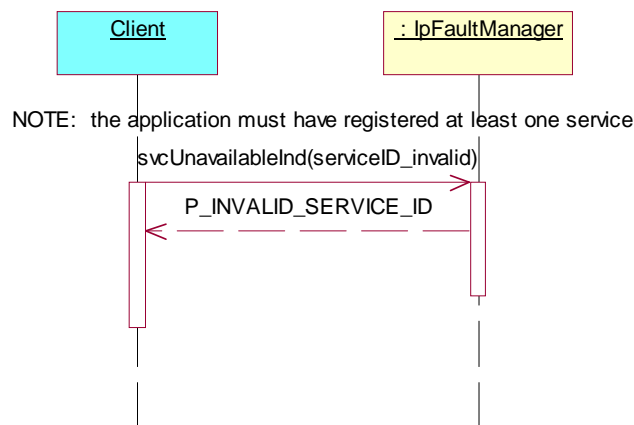 Client
: IpFaultManager
NOTE: the application must have registered at least one service
svcUnavailableInd(serviceID_invalid)
P_INVALID_SERVICE_ID